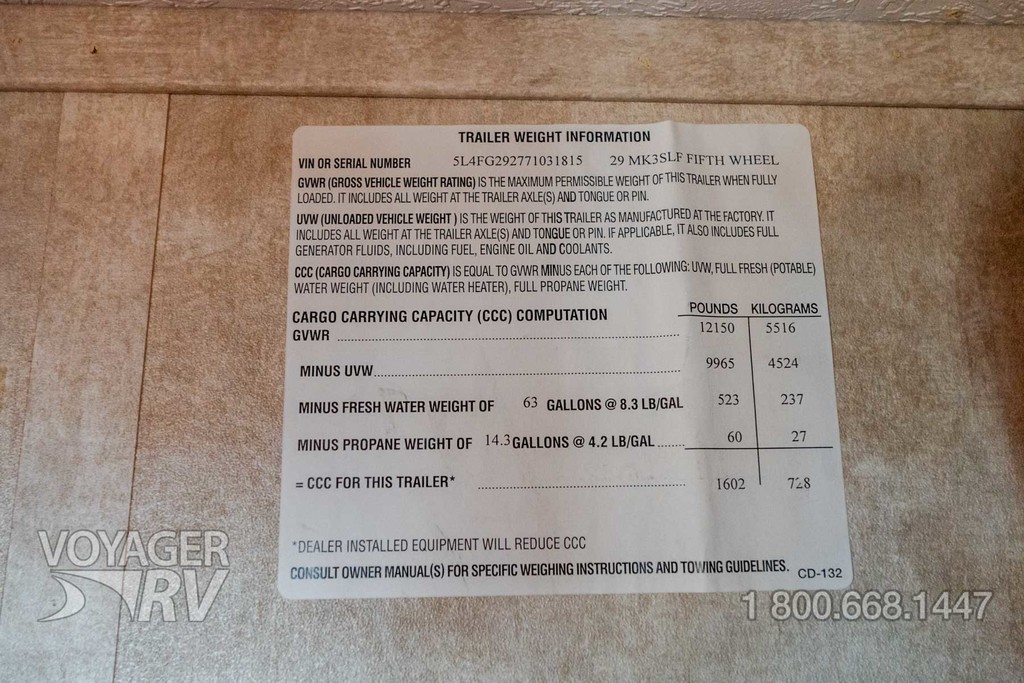 TRAILER WEIGHT INFORMATION
VIN OR SERIAL NUMBER 5L4FG292771031815 29 MK3SLF FIFTH WHEEL
GVWR (GROSS VEHICLE WEIGHT RATING) IS THE MAXIMUM PERMISSIBLE WEIGHT OF THIS TRAILER WHEN FULLY
LOADED. IT INCLUDES ALL WEIGHT AT THE TRAILER AXLE(S) AND TONGUE OR PIN.
UVW (UNLOADED VEHICLE WEIGHT ) IS THE WEIGHT OF THIS TRAILER AS MANUFACTURED AT THE FACTORY. IT
INCLUDES ALL WEIGHT AT THE TRAILER AXLE(S) AND TONGUE OR PIN. IF APPLICABLE, IT ALSO INCLUDES FULL
GENERATOR FLUIDS, INCLUDING FUEL, ENGINE OIL AND COOLANTS.
CCC (CARGO CARRYING CAPACITY) IS EQUAL TO GVWR MINUS EACH OF THE FOLLOWING: UVW, FULL FRESH (POTABLE)
WATER WEIGHT (INCLUDING WATER HEATER), FULL PROPANE WEIGHT.
POUNDS KILOGRAMS
CARGO CARRYING CAPACITY (CCC) COMPUTATION
GVWR 12150 5516
MINUS UVW 9965 4524
MINUS FRESH WATER WEIGHT OF 63 GALLONS @ 8.3 LB/GAL 523 237
MINUS PROPANE WEIGHT OF 14.3 GALLONS @ 4.2 LB/GAL 60 27
= CCC FOR THIS TRAILER* 1602 728
*DEALER INSTALLED EQUIPMENT WILL REDUCE CCC
CONSULT OWNER MANUAL(S) FOR SPECIFIC WEIGHING INSTRUCTIONS AND TOWING GUIDELINES. CD-132
VOYAGER
RV
1 800.668.1447